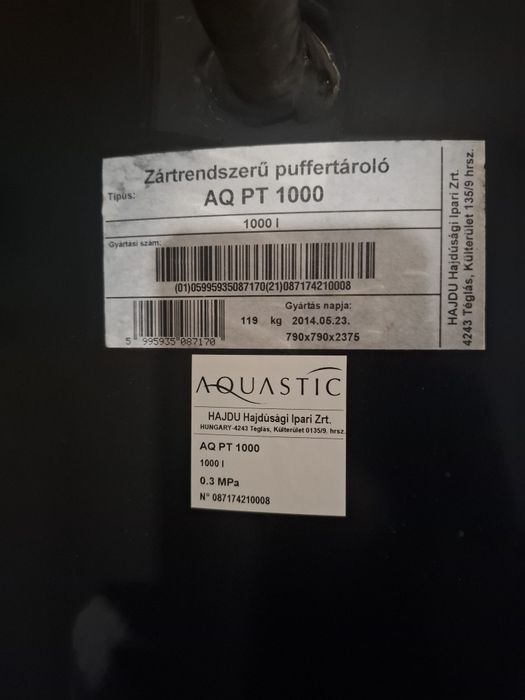 Zártrendszerű puffertároló
Típus:
AQ PT 1000
1000 l
Gyártási szám:
(01)05995935087170(21)087174210008
Gyártás napja:
119 kg 2014.05.23.
5 995935 087170
790x790x2375
HAJDU Hajdúsági Ipari Zrt.
4243 Téglás, Külterület 135/9 hrsz.
AQUASTIC
HAJDU Hajdúsági Ipari Zrt.
HUNGARY-4243 Téglás, Külterület 0135/9. hrsz.
AQ PT 1000
1000 l
0.3 MPa
N° 087174210008